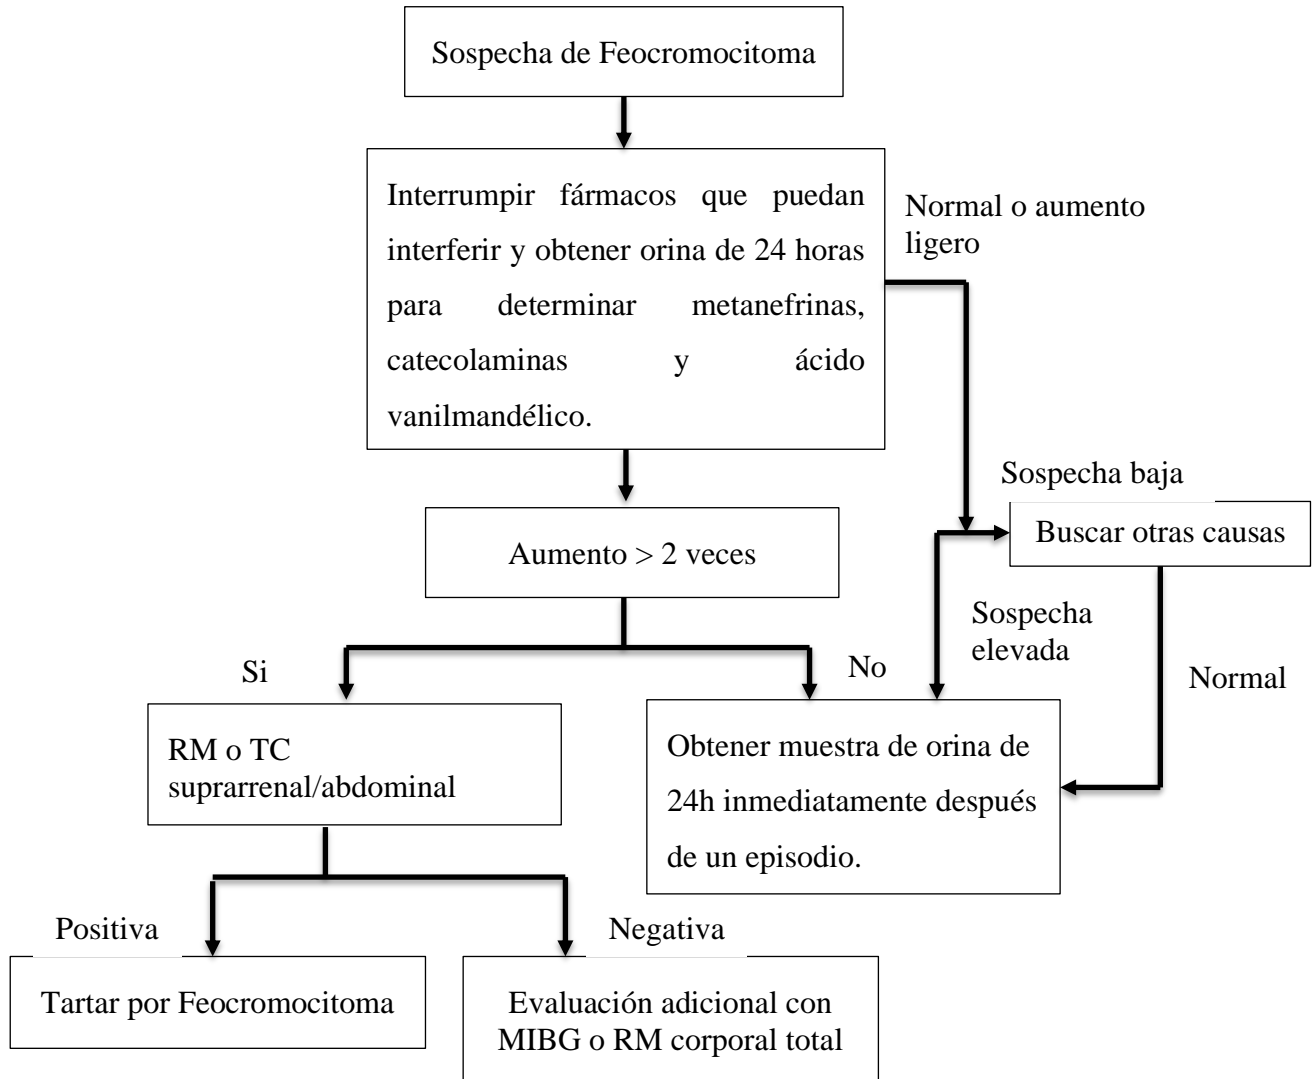 Sospecha de Feocromocitoma
Interrumpir fármacos que puedan
interferir y obtener orina de 24 horas
para determinar metanefrinas,
catecolaminas y ácido
vanilmandélico.
Normal o aumento
ligero
Sospecha baja
Buscar otras causas
Aumento > 2 veces
Sospecha
elevada
Si
No
Normal
RM o TC
suprarrenal/abdominal
Obtener muestra de orina de
24h inmediatamente después
de un episodio.
Positiva
Negativa
Tartar por Feocromocitoma
Evaluación adicional con
MIBG o RM corporal total